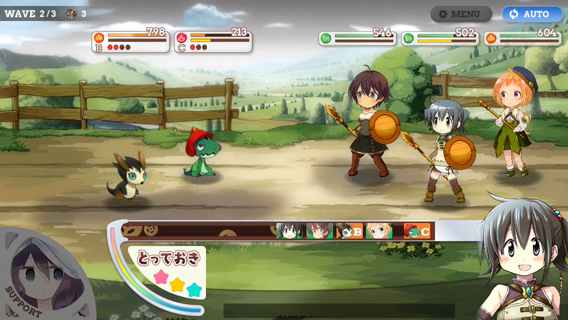 WAVE 2/3 3
MENU
AUTO
798
213
546
502
604
B
C
B
C
とっておき
SUPPORT